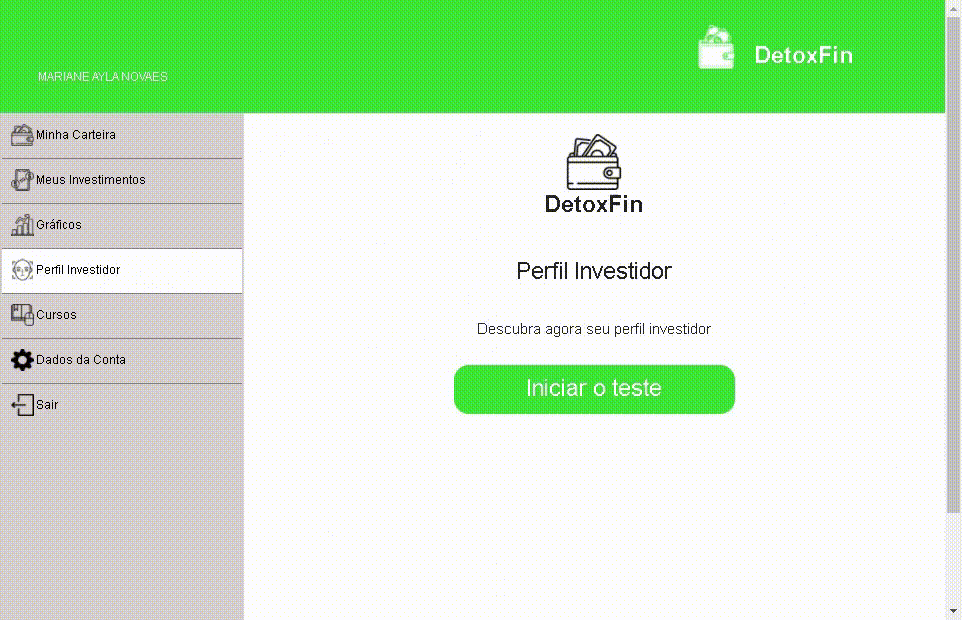 DetoxFin
MARIANE AYLA NOVAES
Minha Carteira
Meus Investimentos
Gráficos
Perfil Investidor
Cursos
Dados da Conta
Sair
DetoxFin
Perfil Investidor
Descubra agora seu perfil investidor
Iniciar o teste